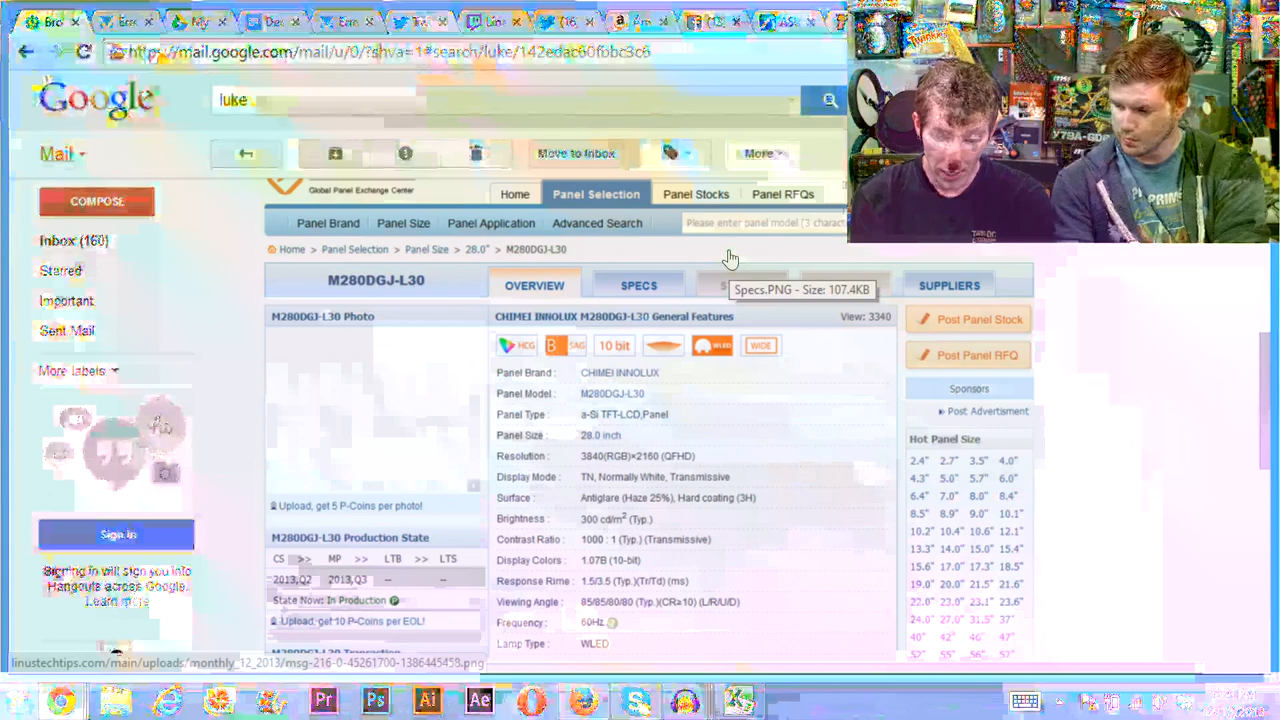 https://mail.google.com/mail/u/0/?shva=1#search/luke/142edac60f6bc3c6
Google
luke
Mail
Move to Inbox
More
COMPOSE
Inbox (160)
Starred
Important
Sent Mail
More labels
Sign in
Signing in will sign you into
Hangouts across Google.
Learn more
Global Panel Exchange Center
Home
Panel Selection
Panel Stocks
Panel RFQs
Panel Brand
Panel Size
Panel Application
Advanced Search
Please enter panel model (3 charact
Home > Panel Selection > Panel Size > 28.0" > M280DGJ-L30
M280DGJ-L30
OVERVIEW
SPECS
SUPPLIERS
Specs.PNG - Size: 107.4KB
M280DGJ-L30 Photo
Upload, get 5 P-Coins per photo!
M280DGJ-L30 Production State
CS >> MP >> LTB >> LTS
2013,Q2 2013,Q3 -- --
State Now: In Production P
Upload, get 10 P-Coins per EOL!
M280DGJ-L30 Transaction
CHIMEI INNOLUX M280DGJ-L30 General Features
View: 3340
HCG
B SAG
10 bit
WLED
WIDE
Panel Brand : CHIMEI INNOLUX
Panel Model : M280DGJ-L30
Panel Type : a-Si TFT-LCD,Panel
Panel Size : 28.0 inch
Resolution : 3840(RGB)×2160 (QFHD)
Display Mode : TN, Normally White, Transmissive
Surface : Antiglare (Haze 25%), Hard coating (3H)
Brightness : 300 cd/m² (Typ.)
Contrast Ratio : 1000 : 1 (Typ.) (Transmissive)
Display Colors : 1.07B (10-bit)
Response Rime : 1.5/3.5 (Typ.)(Tr/Td) (ms)
Viewing Angle : 85/85/80/80 (Typ.)(CR≥10) (L/R/U/D)
Frequency : 60Hz
Lamp Type : WLED
Post Panel Stock
Post Panel RFQ
Sponsors
Post Advertisment
Hot Panel Size
2.4" 2.7" 3.5" 4.0"
4.3" 5.0" 5.7" 6.0"
6.4" 7.0" 8.0" 8.4"
8.5" 8.9" 9.0" 10.1"
10.2" 10.4" 10.6" 12.1"
13.3" 14.0" 15.0" 15.4"
15.6" 17.0" 17.3" 18.5"
19.0" 20.0" 21.5" 21.6"
22.0" 23.0" 23.1" 23.6"
24.0" 27.0" 31.5" 37"
40" 42" 46" 47"
52" 55" 56" 57"
linustechtips.com/main/uploads/monthly_12_2013/msg-216-0-45261700-1386445458.png
Pr
Ps
Ai
Ae